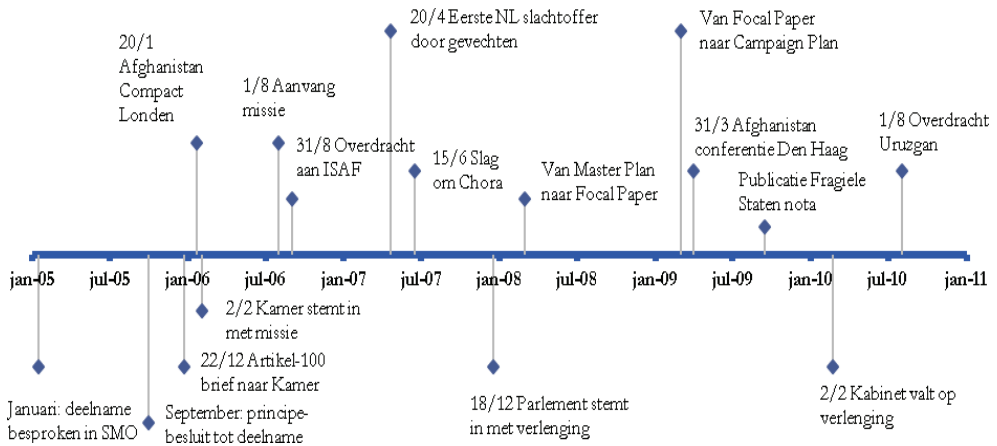 20/1
Afghanistan
Compact
Londen
1/8 Aanvang
missie
31/8 Overdracht
aan ISAF
20/4 Eerste NL slachtoffer
door gevechten
15/6 Slag
om Chora
Van Master Plan
naar Focal Paper
Van Focal Paper
naar Campaign Plan
31/3 Afghanistan
conferentie Den Haag
Publicatie Fragiele
Staten nota
1/8 Overdracht
Uruzgan
jan-05 jul-05 jan-06 jul-06 jan-07 jul-07 jan-08 jan-09 jul-09 jan-10 jul-10 jan-11
Januari: deelname
besproken in SMO
September: principe-
besluit tot deelname
22/12 Artikel-100
brief naar Kamer
2/2 Kamer stemt in
met missie
18/12 Parlement stemt
in met verlenging
2/2 Kabinet valt op
verlenging